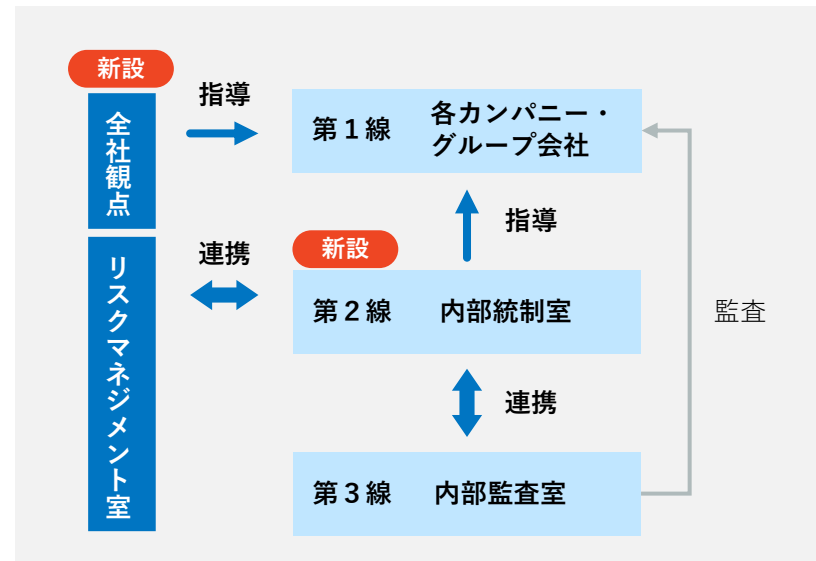 新設
全社観点
リスクマネジメント室
指導
第1線 各カンパニー・
グループ会社
指導
連携
新設
第2線 内部統制室
連携
第3線 内部監査室
監査